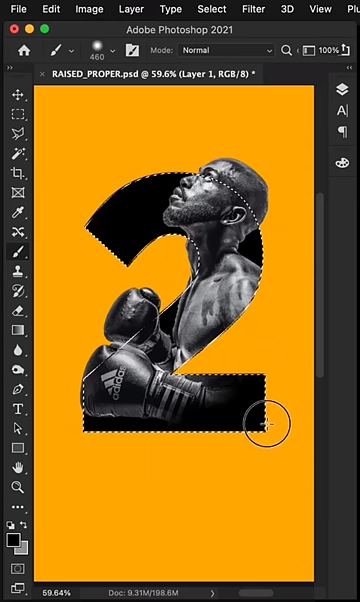 File Edit Image Layer Type Select Filter 3D View
Adobe Photoshop 2021
460 Mode: Normal 100%
× RAISED_PROPER.psd @ 59.6% (Layer 1, RGB/8) *
A
¶
2
adidas
T
59.64% Doc: 9.31M/198.6M